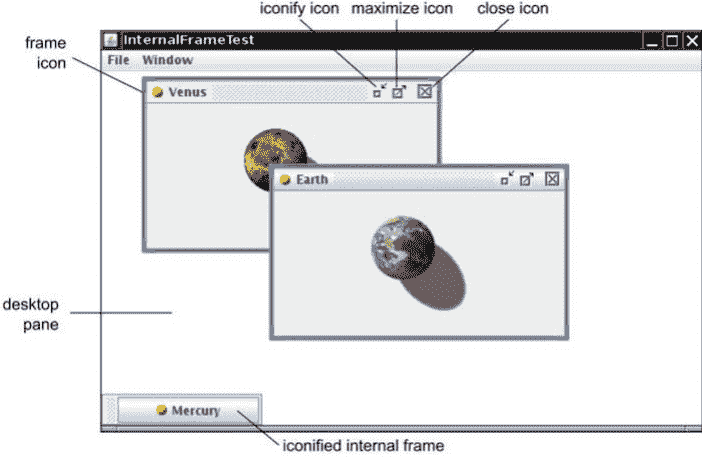 iconify icon maximize icon close icon
frame
icon
InternalFrameTest
File Window
Venus
Earth
desktop
pane
Mercury
iconified internal frame